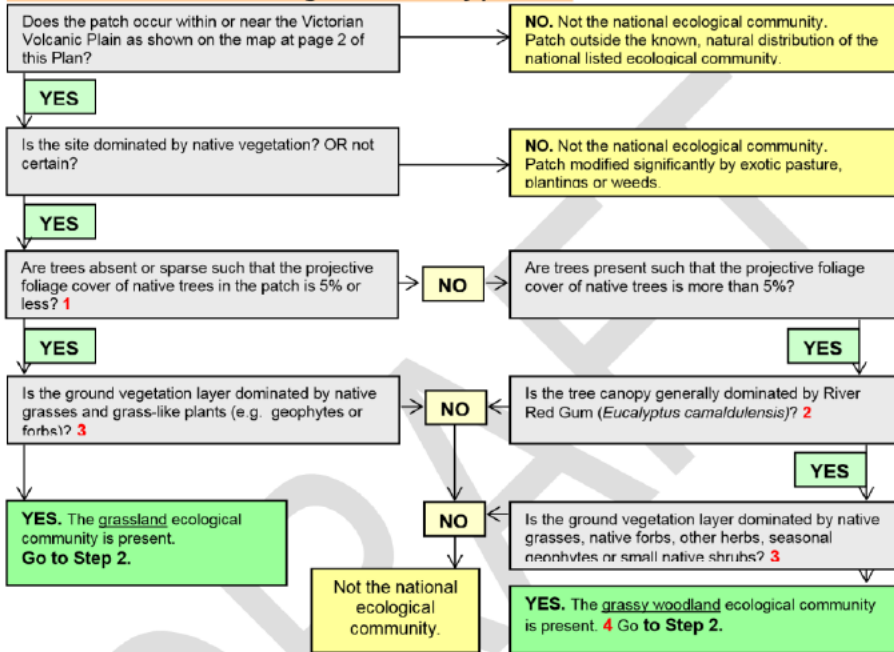 Does the patch occur within or near the Victorian
Volcanic Plain as shown on the map at page 2 of
this Plan?
NO. Not the national ecological community.
Patch outside the known, natural distribution of the
national listed ecological community.
YES
Is the site dominated by native vegetation? OR not
certain?
NO. Not the national ecological community.
Patch modified significantly by exotic pasture,
plantings or weeds.
YES
Are trees absent or sparse such that the projective
foliage cover of native trees in the patch is 5% or
less? 1
NO
Are trees present such that the projective foliage
cover of native trees is more than 5%?
YES
YES
Is the ground vegetation layer dominated by native
grasses and grass-like plants (e.g. geophytes or
forbs)? 3
NO
Is the tree canopy generally dominated by River
Red Gum (Eucalyptus camaldulensis)? 2
YES
YES. The grassland ecological
community is present.
Go to Step 2.
NO
Is the ground vegetation layer dominated by native
grasses, native forbs, other herbs, seasonal
geophytes or small native shrubs? 3
Not the national
ecological
community.
YES. The grassy woodland ecological community
is present. 4 Go to Step 2.
DRAFT